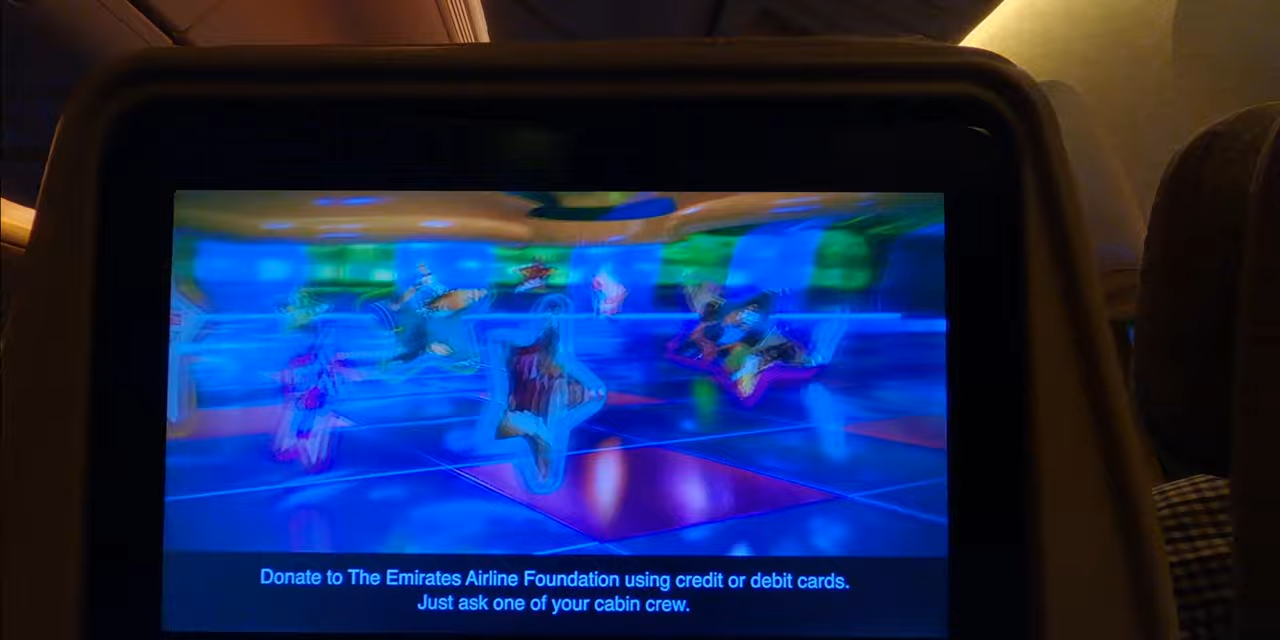 Donate to The Emirates Airline Foundation using credit or debit cards.
Just ask one of your cabin crew.